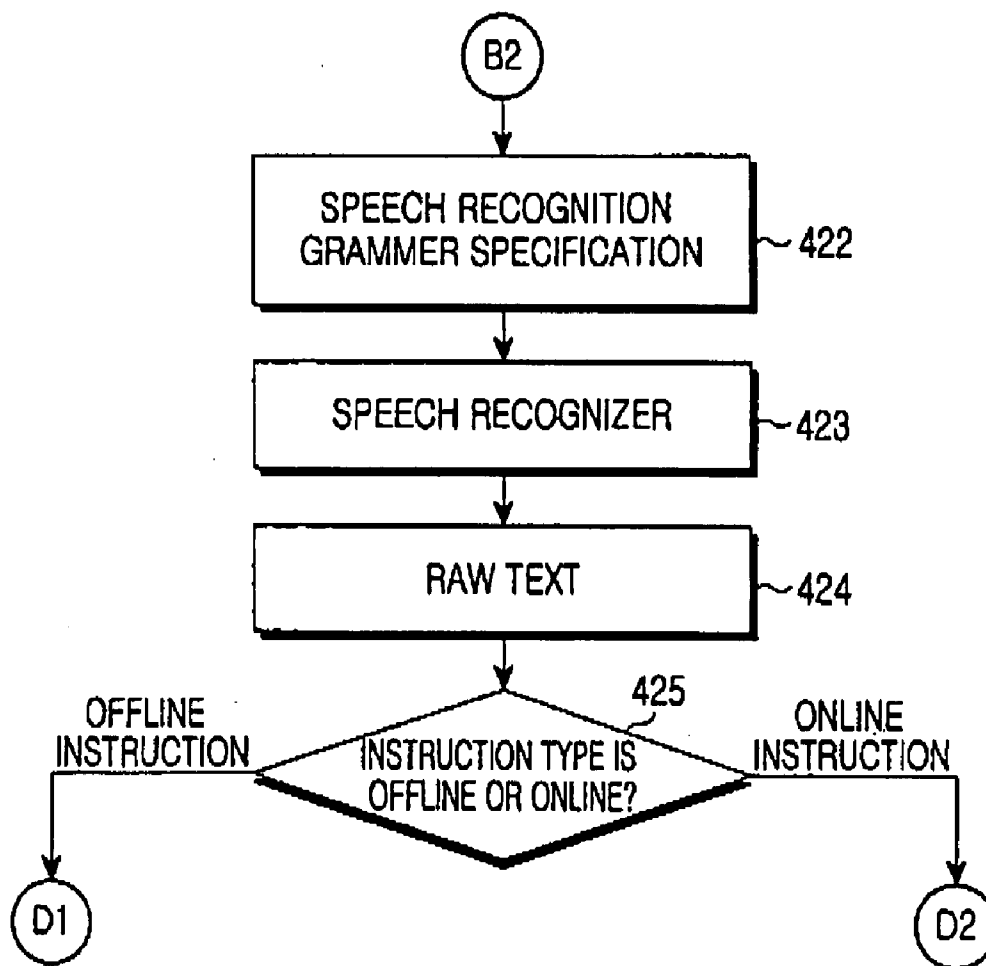 B2
SPEECH RECOGNITION
GRAMMER SPECIFICATION
422
SPEECH RECOGNIZER
423
RAW TEXT
424
425
OFFLINE
INSTRUCTION
ONLINE
INSTRUCTION
INSTRUCTION TYPE IS
OFFLINE OR ONLINE?
D1
D2